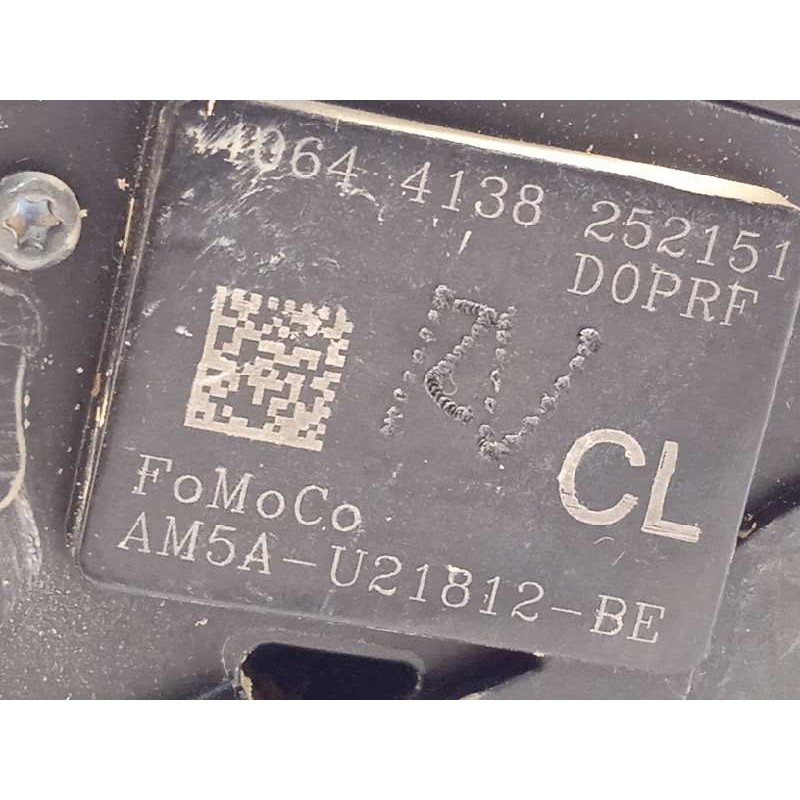 4064 4138 252151
D0PRF
CL
FoMoCo
AM5A-U21812-BE